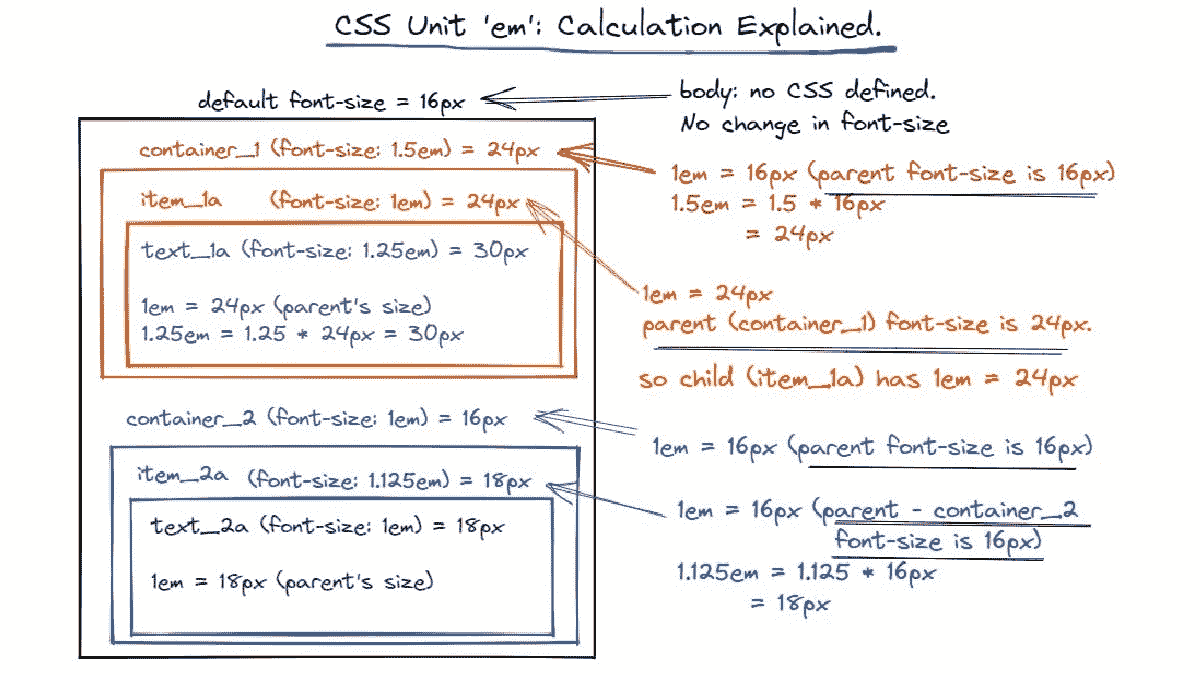 CSS Unit 'em': Calculation Explained.
default font-size = 16px
body: no CSS defined.
No change in font-size
container_1 (font-size: 1.5em) = 24px
1em = 16px (parent font-size is 16px)
1.5em = 1.5 * 16px
= 24px
item_1a (font-size: 1em) = 24px
text_1a (font-size: 1.25em) = 30px
1em = 24px (parent's size)
1.25em = 1.25 * 24px = 30px
1em = 24px
parent (container_1) font-size is 24px.
so child (item_1a) has 1em = 24px
container_2 (font-size: 1em) = 16px
1em = 16px (parent font-size is 16px)
item_2a (font-size: 1.125em) = 18px
1em = 16px (parent - container_2
font-size is 16px)
1.125em = 1.125 * 16px
= 18px
text_2a (font-size: 1em) = 18px
1em = 18px (parent's size)